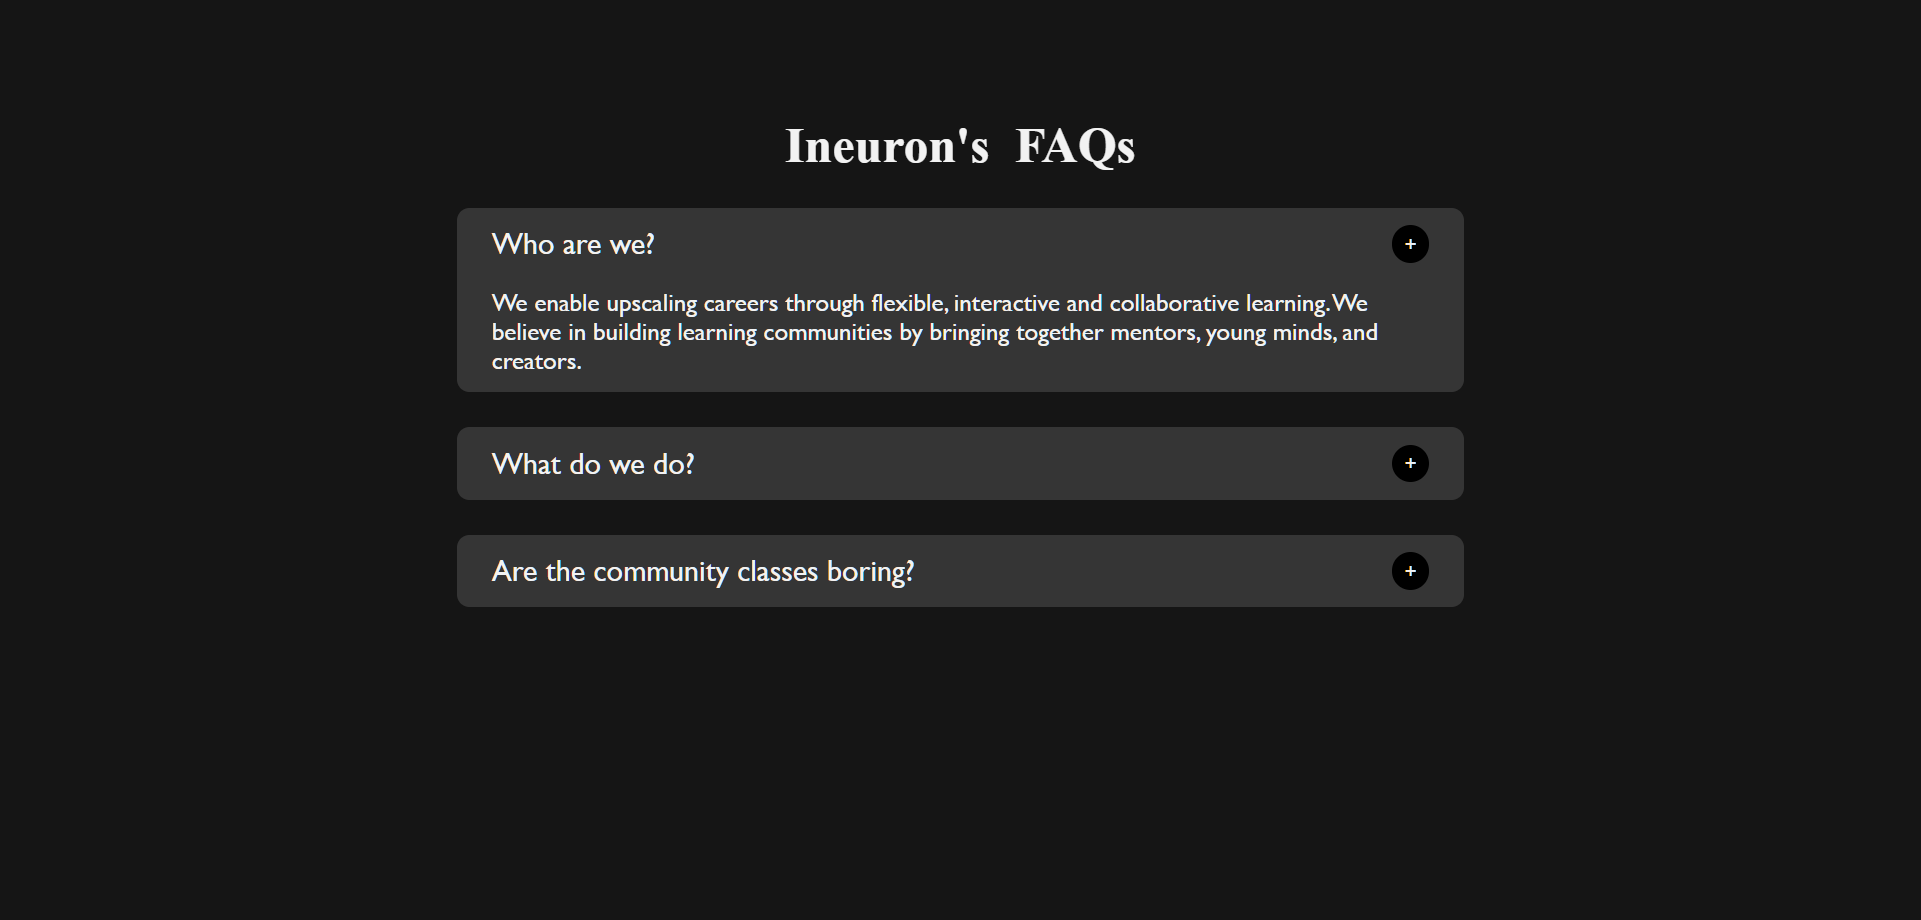 Ineuron's FAQs
Who are we?
+
We enable upscaling careers through flexible, interactive and collaborative learning. We
believe in building learning communities by bringing together mentors, young minds, and
creators.
What do we do?
+
Are the community classes boring?
+